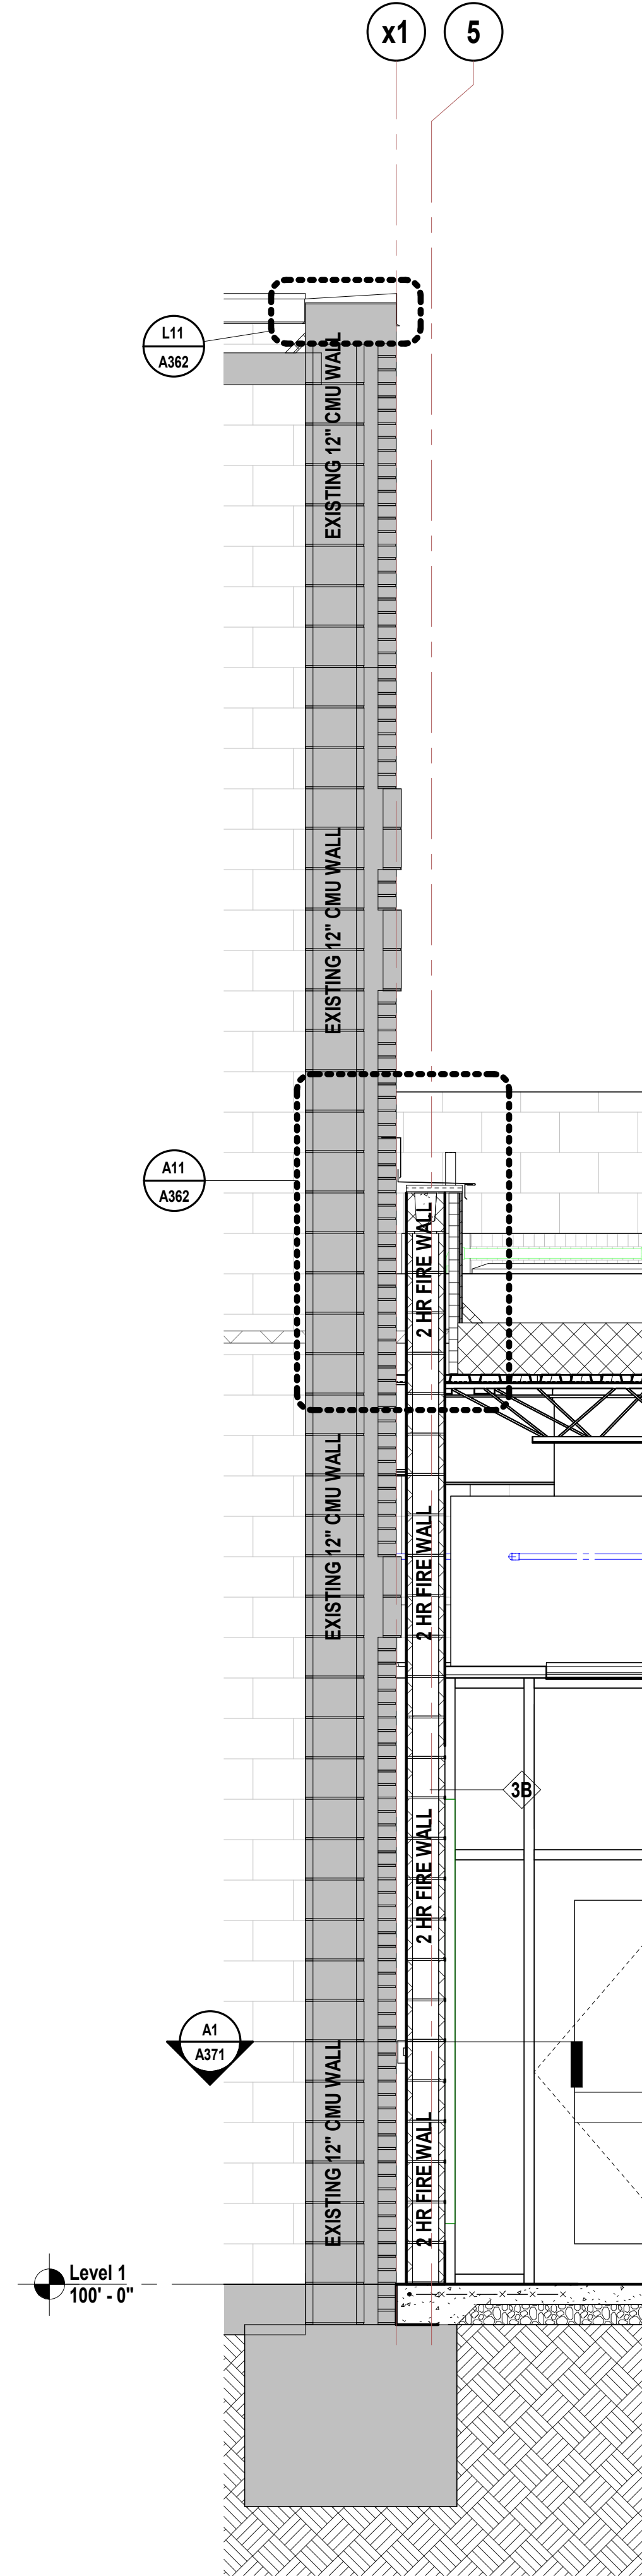 x1
5
L11
A362
EXISTING 12" CMU WALL
EXISTING 12" CMU WALL
A11
A362
2 HR FIRE WALL
EXISTING 12" CMU WALL
2 HR FIRE WALL
3B
2 HR FIRE WALL
A1
A371
EXISTING 12" CMU WALL
2 HR FIRE WALL
Level 1
100' - 0"